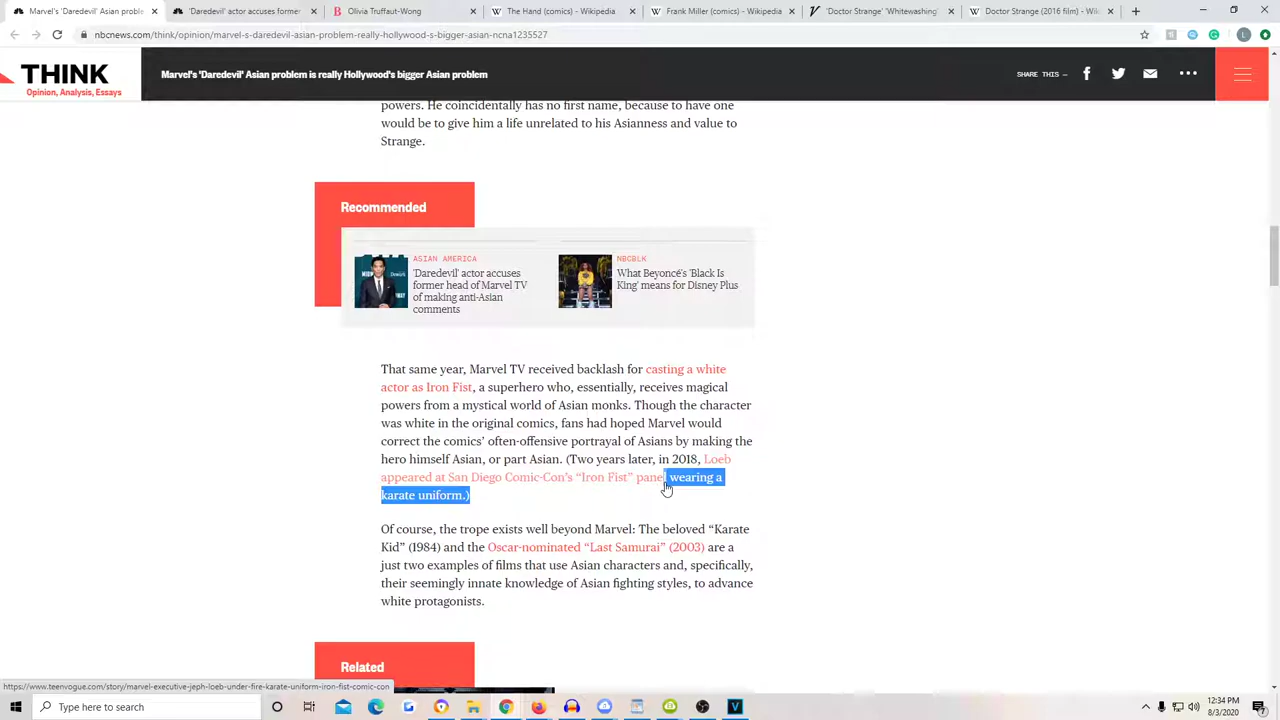 Marvel's 'Daredevil' Asian prob
'Daredevil' actor accuses former
Olivia Truffaut-Wong
The Hand (comics) - Wikipedia
Frank Miller (comics) - Wikipedia
'Doctor Strange' 'Whitewashing'
Doctor Strange (2016 film) - Wik
nbcnews.com/think/opinion/marvel-s-daredevil-asian-problem-really-hollywood-s-bigger-asian-ncna1235527
THINK
Opinion, Analysis, Essays
Marvel's 'Daredevil' Asian problem is really Hollywood's bigger Asian problem
SHARE THIS —
powers. He coincidentally has no first name, because to have one
would be to give him a life unrelated to his Asianness and value to
Strange.
Recommended
ASIAN AMERICA
'Daredevil' actor accuses
former head of Marvel TV
of making anti-Asian
comments
NBCBLK
What Beyoncé's 'Black Is
King' means for Disney Plus
That same year, Marvel TV received backlash for casting a white
actor as Iron Fist, a superhero who, essentially, receives magical
powers from a mystical world of Asian monks. Though the character
was white in the original comics, fans had hoped Marvel would
correct the comics' often-offensive portrayal of Asians by making the
hero himself Asian, or part Asian. (Two years later, in 2018, Loeb
appeared at San Diego Comic-Con's “Iron Fist” panel wearing a
karate uniform.)
Of course, the trope exists well beyond Marvel: The beloved “Karate
Kid” (1984) and the Oscar-nominated “Last Samurai” (2003) are a
just two examples of films that use Asian characters and, specifically,
their seemingly innate knowledge of Asian fighting styles, to advance
white protagonists.
Related
https://www.teenvogue.com/story/marvel-executive-jeph-loeb-under-fire-karate-uniform-iron-fist-comic-con
Type here to search
12:34 PM
8/3/2020